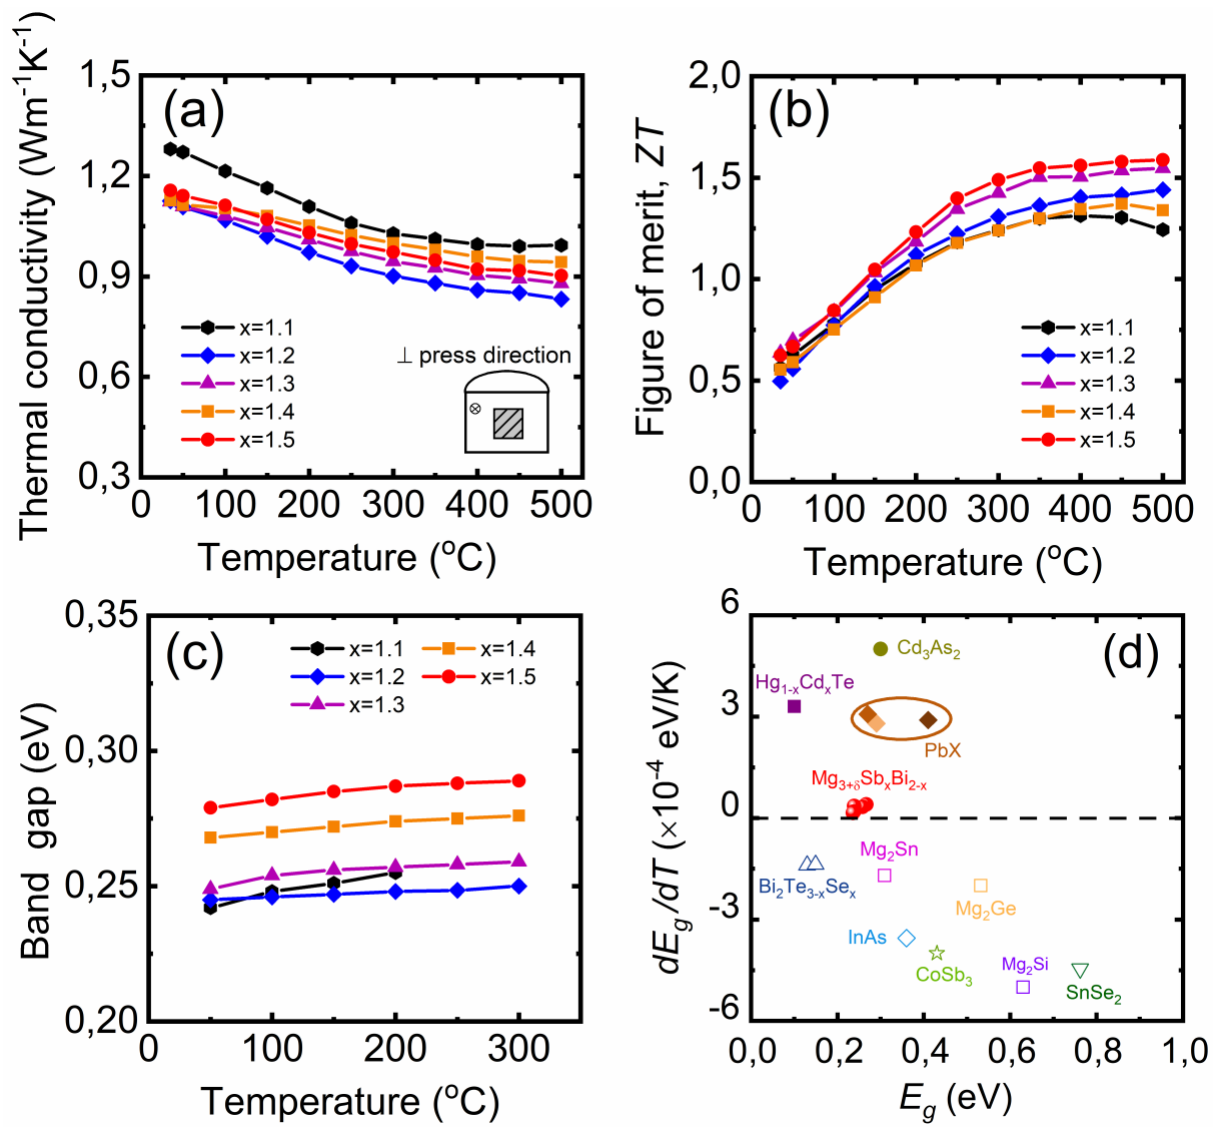 Thermal conductivity (Wm⁻¹K⁻¹)
1,5
1,2
0,9
0,6
0,3
(a)
x=1.1
x=1.2
x=1.3
x=1.4
x=1.5
⊥ press direction
0 100 200 300 400 500
Temperature (ºC)
Figure of merit, ZT
2,0
1,5
1,0
0,5
0,0
(b)
x=1.1
x=1.2
x=1.3
x=1.4
x=1.5
0 100 200 300 400 500
Temperature (ºC)
Band gap (eV)
0,35
0,30
0,25
0,20
(c)
x=1.1 x=1.4
x=1.2 x=1.5
x=1.3
0 100 200 300
Temperature (ºC)
dE_g/dT (×10⁻⁴ eV/K)
6
3
0
-3
-6
(d)
Cd₃As₂
Hg₁₋ₓCdₓTe
PbX
Mg₃₊δSbₓBi₂₋ₓ
Mg₂Sn
Bi₂Te₃₋ₓSeₓ
Mg₂Ge
InAs
CoSb₃
Mg₂Si
SnSe₂
0,0 0,2 0,4 0,6 0,8 1,0
E_g (eV)